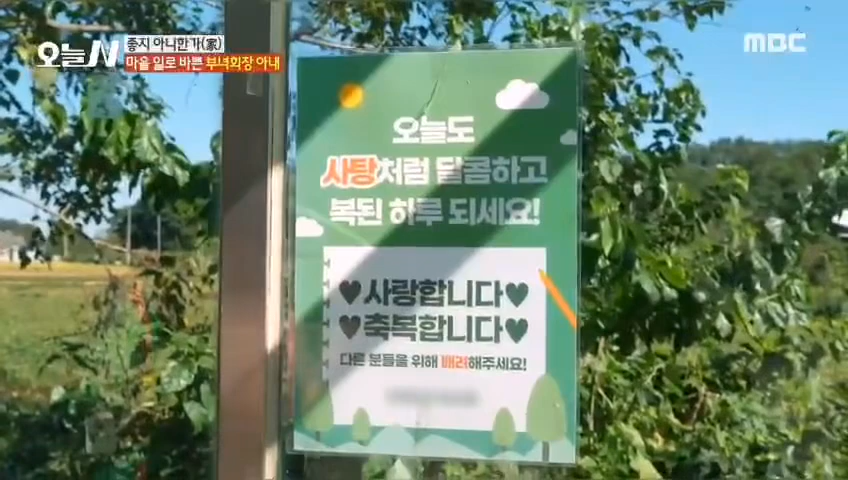 오늘N 좋지 아니한가(家)
마을 일로 바쁜 부녀회장 아내
MBC
오늘도
사탕처럼 달콤하고
복된 하루 되세요!
♥사랑합니다♥
♥축복합니다♥
다른 분들을 위해 배려해주세요!